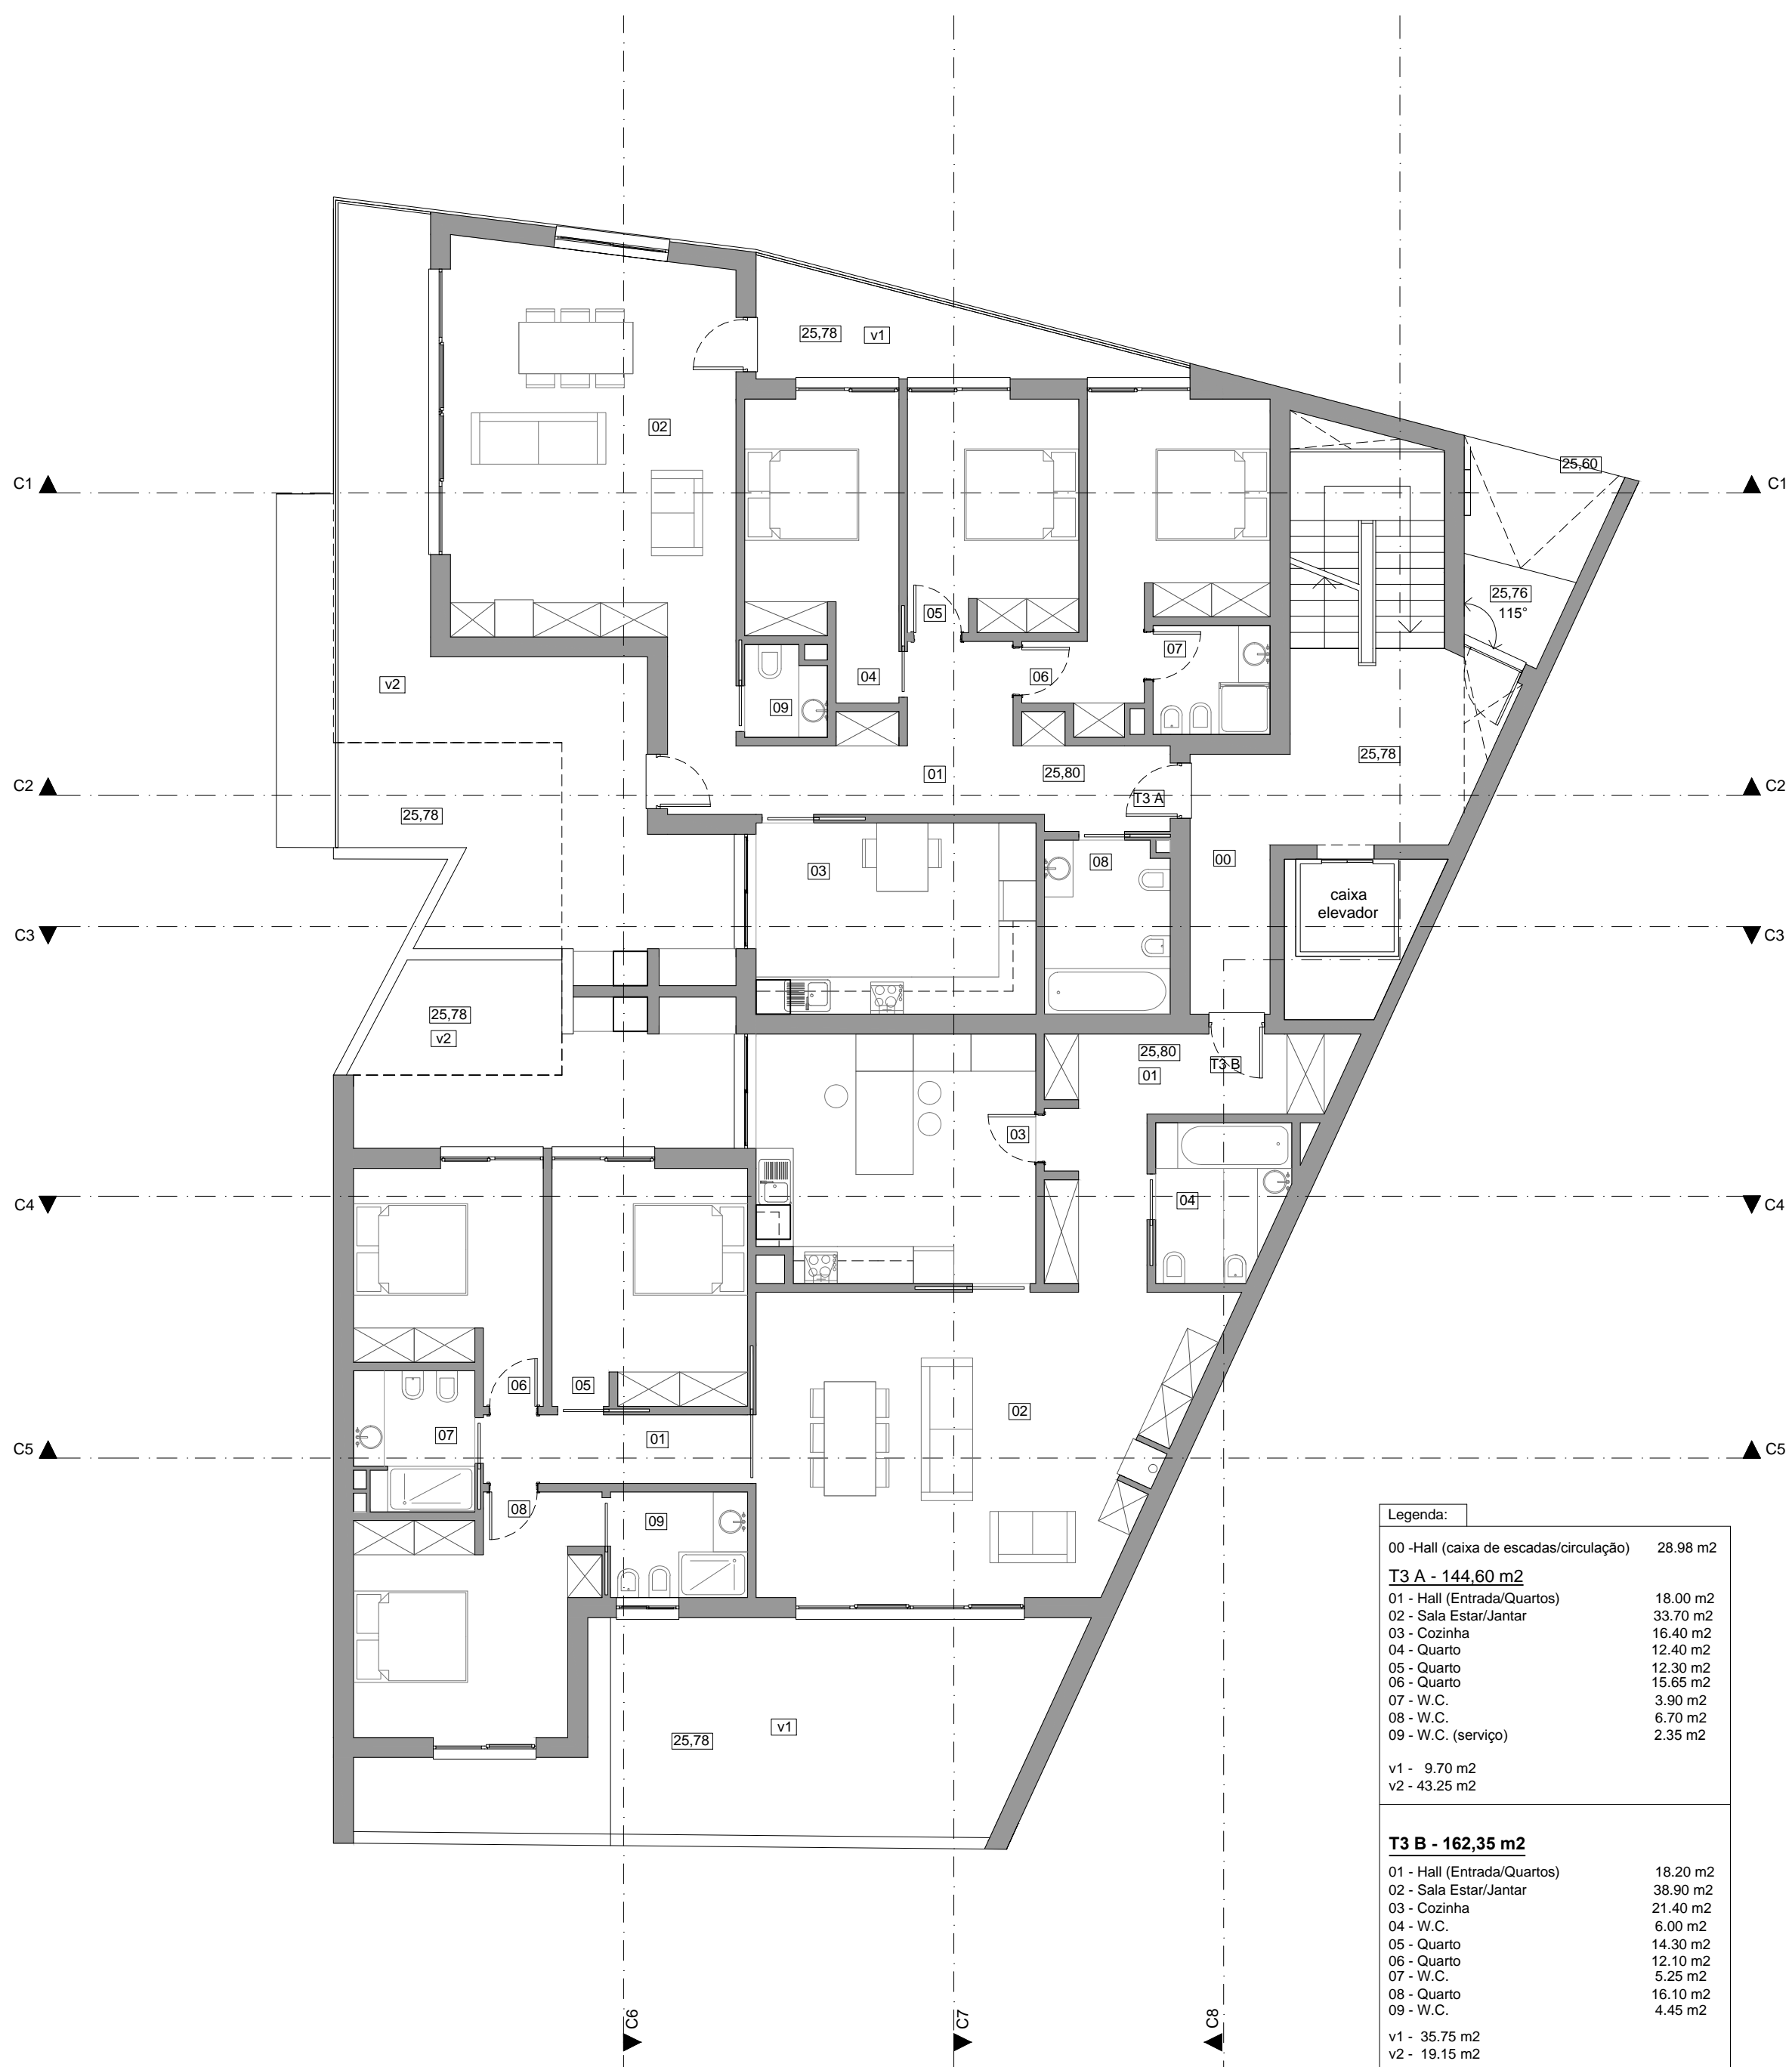 25,78 v1
02
C1 25,60 C1
25,76
05 115°
07
04 06
v2
09
25,78
01 25,80
C2 T3 A C2
25,78
00
03 08
caixa
elevador
C3 C3
25,78
v2
25,80
T3 B
01
03
C4 04 C4
06 05
02
07 01
C5 C5
08
09
v1
25,78
C6 C7 C8
Legenda:
00 -Hall (caixa de escadas/circulação) 28.98 m2
T3 A - 144,60 m2
01 - Hall (Entrada/Quartos) 18.00 m2
02 - Sala Estar/Jantar 33.70 m2
03 - Cozinha 16.40 m2
04 - Quarto 12.40 m2
05 - Quarto 12.30 m2
06 - Quarto 15.65 m2
07 - W.C. 3.90 m2
08 - W.C. 6.70 m2
09 - W.C. (serviço) 2.35 m2
v1 - 9.70 m2
v2 - 43.25 m2
T3 B - 162,35 m2
01 - Hall (Entrada/Quartos) 18.20 m2
02 - Sala Estar/Jantar 38.90 m2
03 - Cozinha 21.40 m2
04 - W.C. 6.00 m2
05 - Quarto 14.30 m2
06 - Quarto 12.10 m2
07 - W.C. 5.25 m2
08 - Quarto 16.10 m2
09 - W.C. 4.45 m2
v1 - 35.75 m2
v2 - 19.15 m2